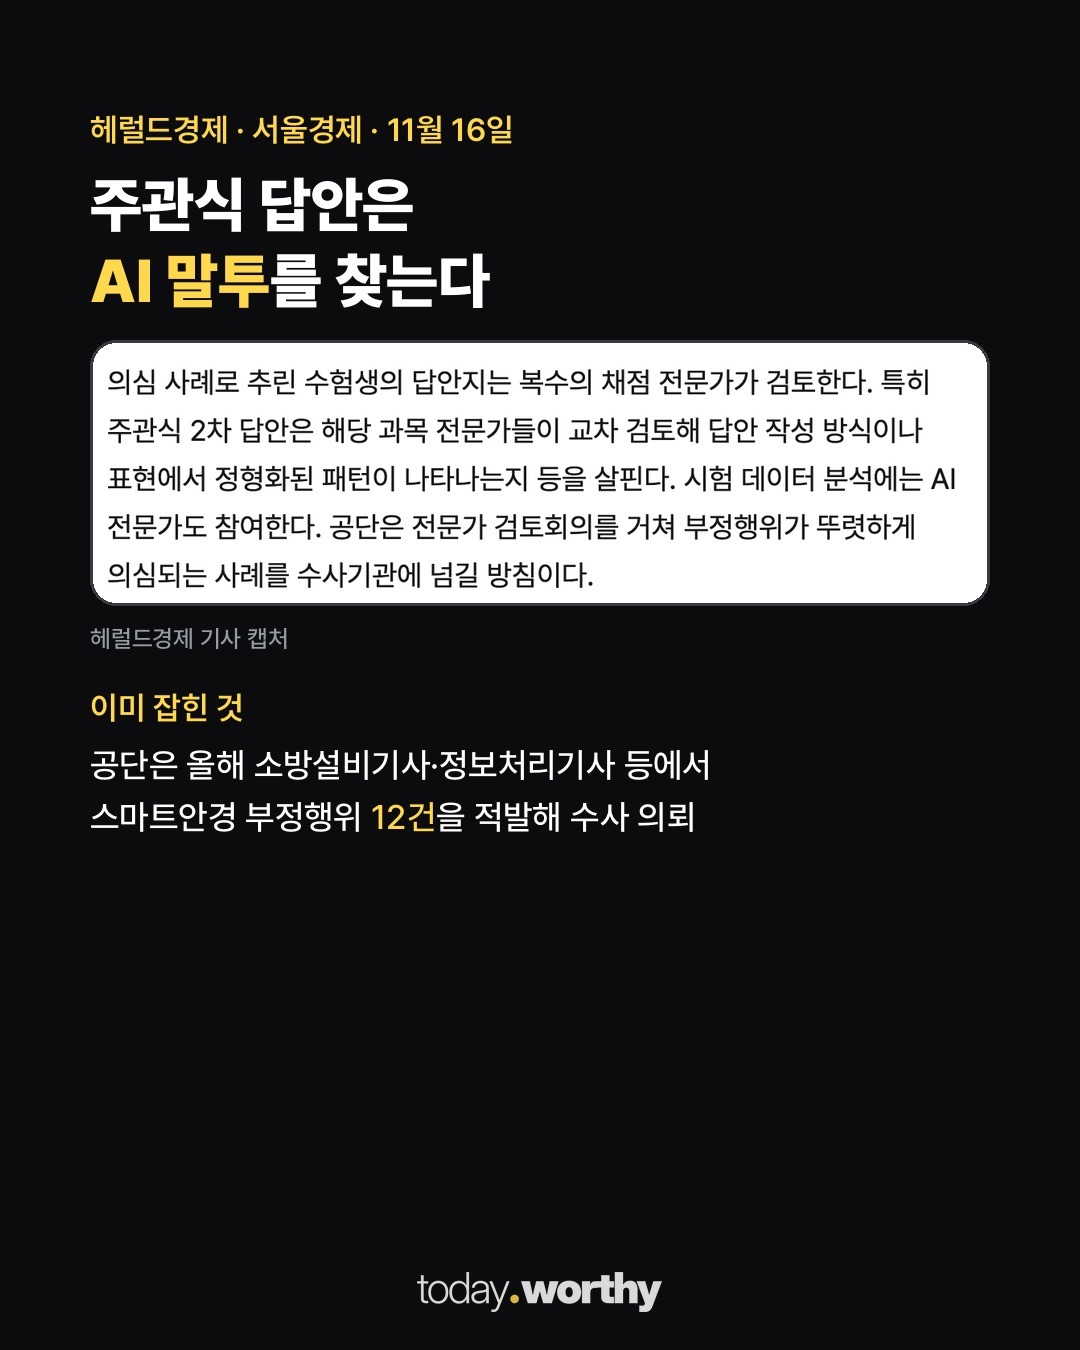 헤럴드경제 · 서울경제 · 11월 16일
주관식 답안은
AI 말투를 찾는다
의심 사례로 추린 수험생의 답안지는 복수의 채점 전문가가 검토한다. 특히
주관식 2차 답안은 해당 과목 전문가들이 교차 검토해 답안 작성 방식이나
표현에서 정형화된 패턴이 나타나는지 등을 살핀다. 시험 데이터 분석에는 AI
전문가도 참여한다. 공단은 전문가 검토회의를 거쳐 부정행위가 뚜렷하게
의심되는 사례를 수사기관에 넘길 방침이다.
헤럴드경제 기사 캡처
이미 잡힌 것
공단은 올해 소방설비기사·정보처리기사 등에서
스마트안경 부정행위 12건을 적발해 수사 의뢰
today.worthy